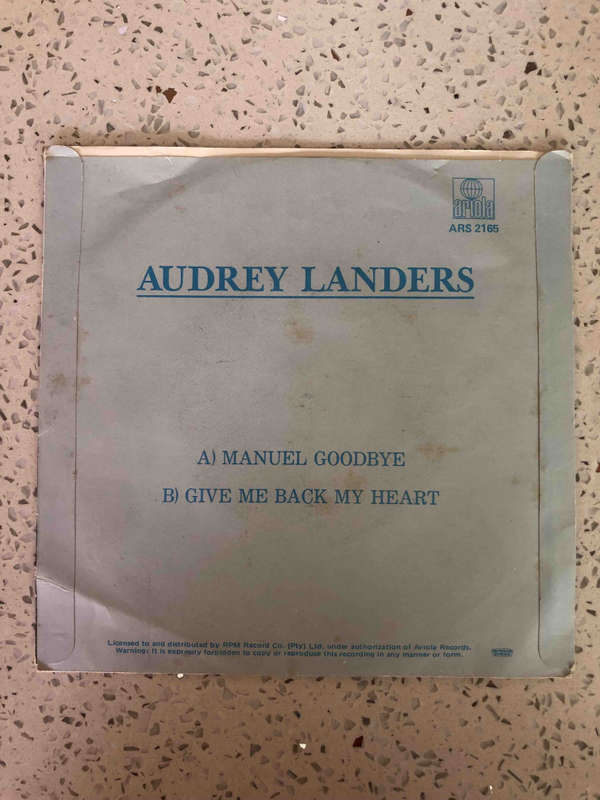 ariola
ARS 2165
AUDREY LANDERS
A) MANUEL GOODBYE
B) GIVE ME BACK MY HEART
Licensed to and distributed by RPM Record Co. (Pty) Ltd. under authorization of Ariola Records.
Warning: It is expressly forbidden to copy or reproduce this recording in any manner or form.